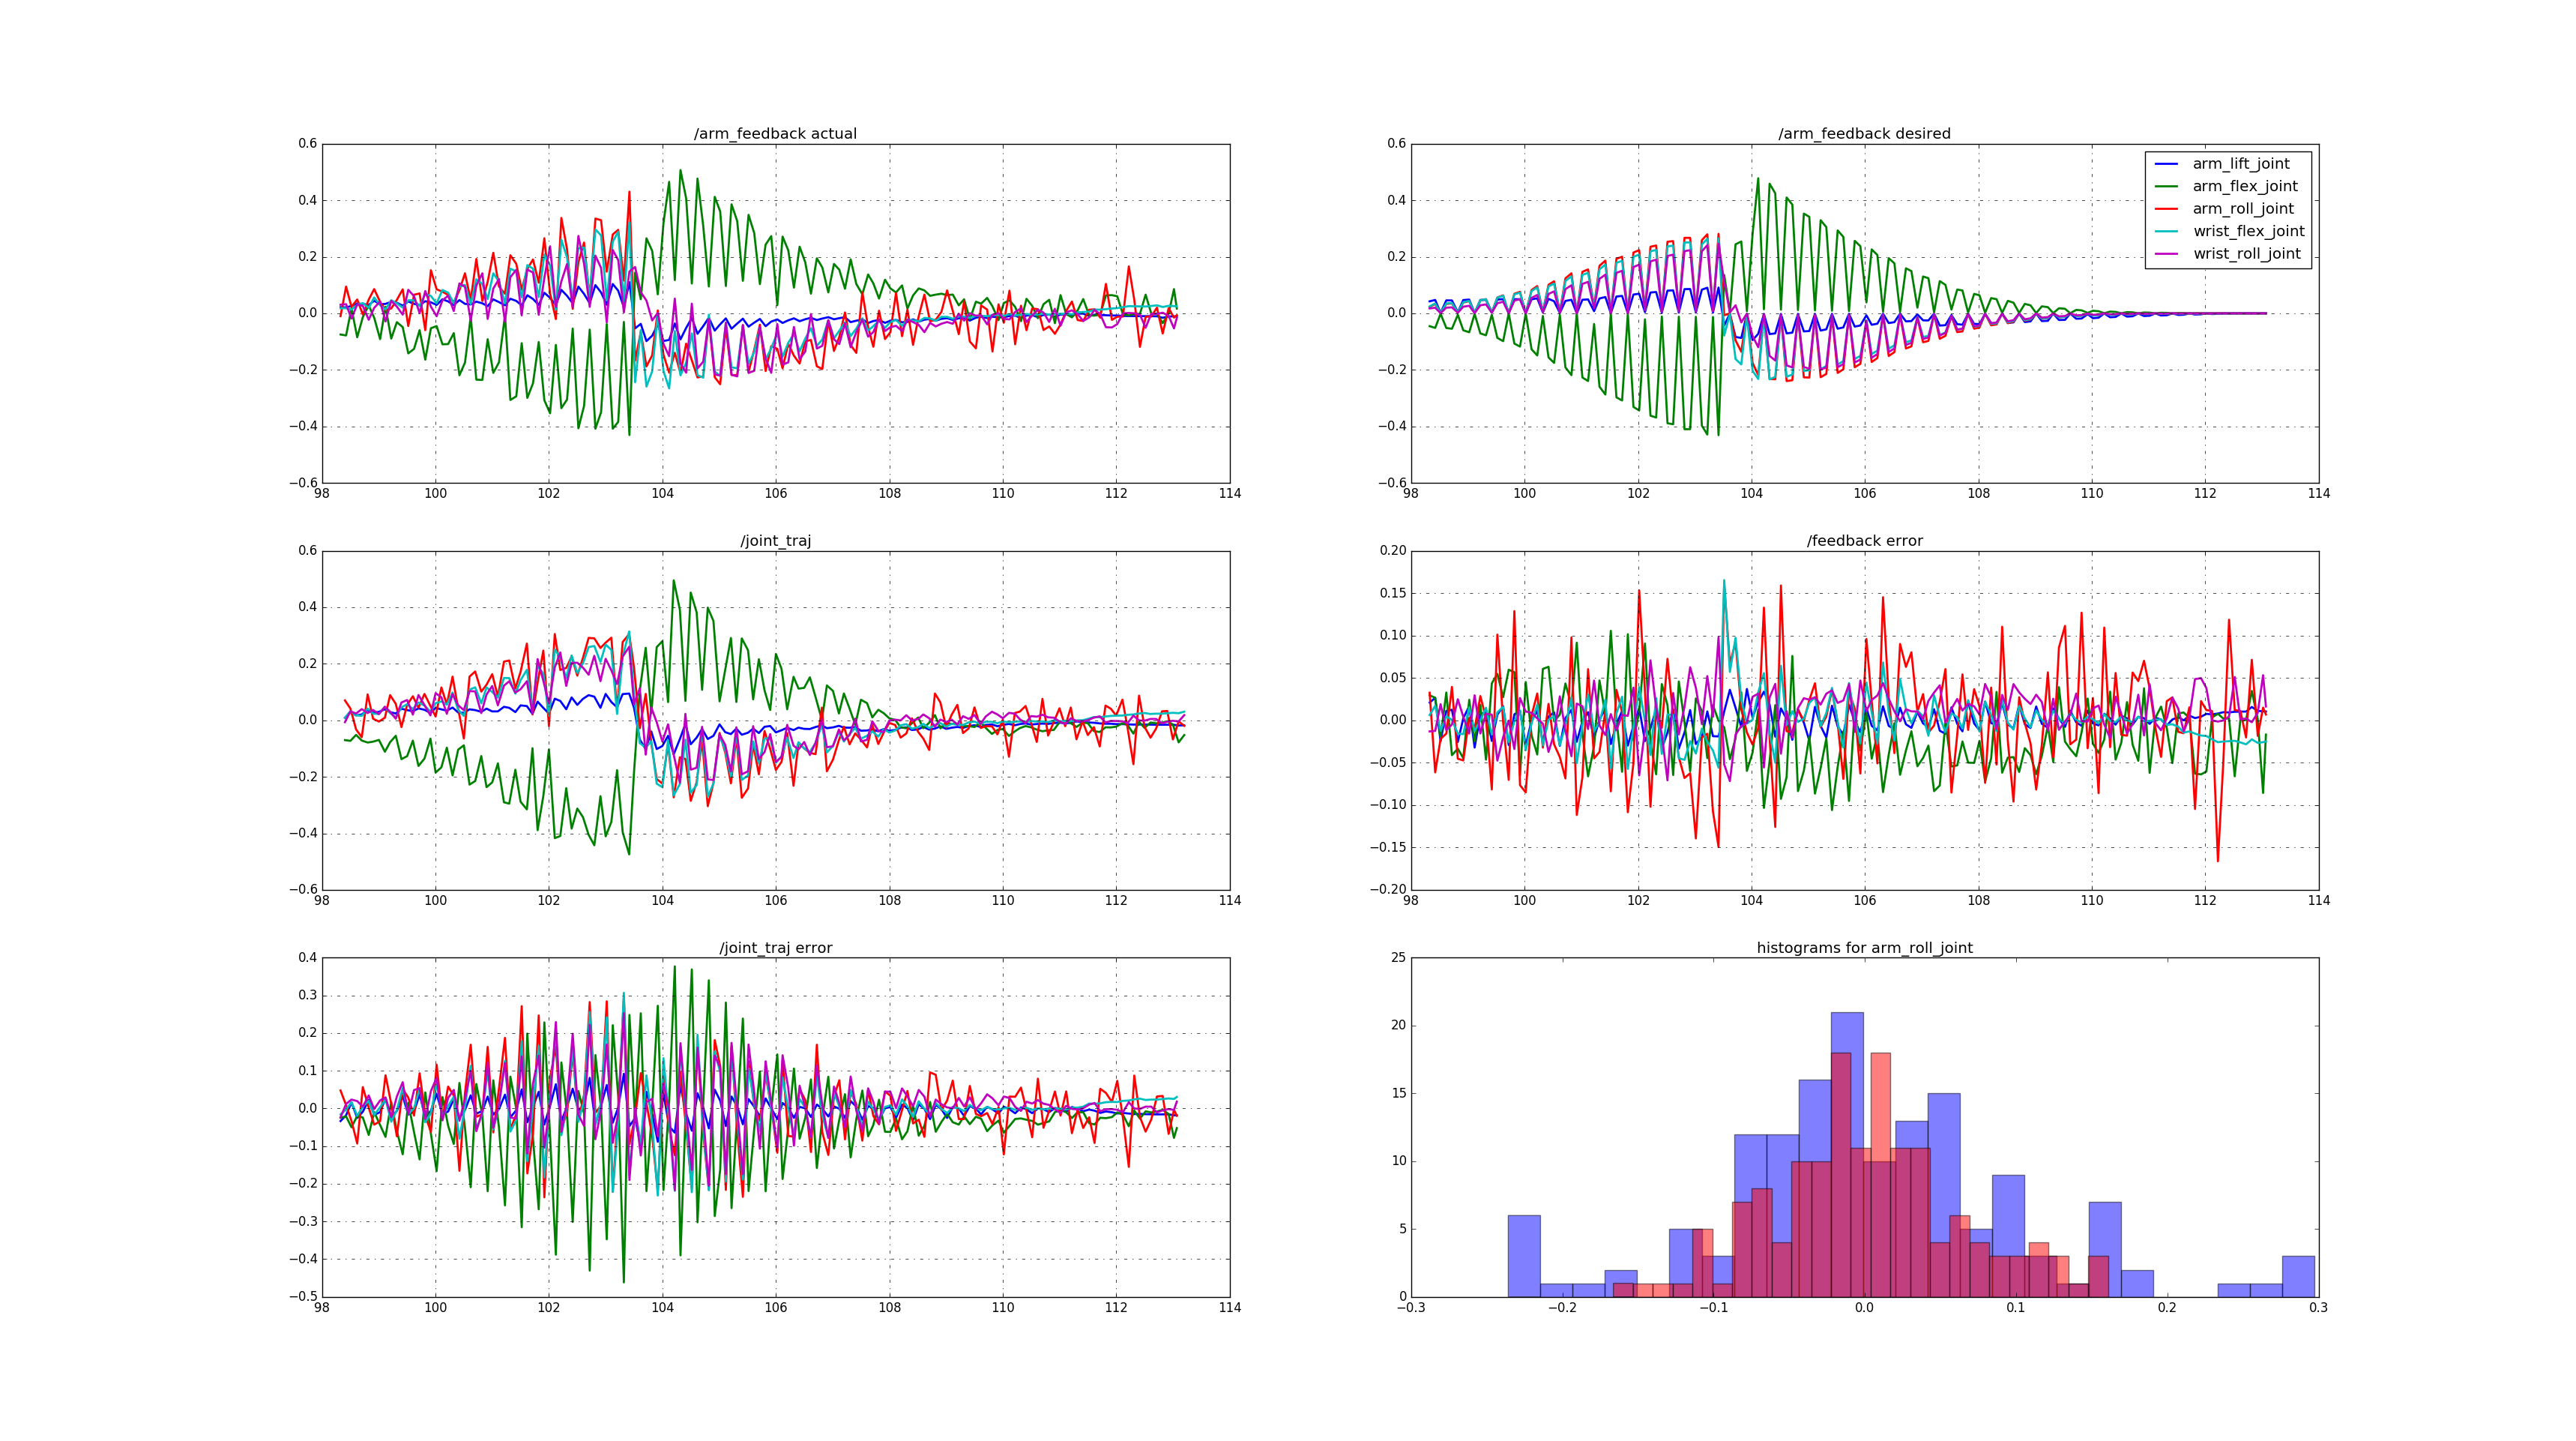 /arm_feedback actual
0.6
0.4
0.2
0.0
−0.2
−0.4
−0.6
98 100 102 104 106 108 110 112 114
/arm_feedback desired
0.6
0.4
0.2
0.0
−0.2
−0.4
−0.6
98 100 102 104 106 108 110 112 114
arm_lift_joint
arm_flex_joint
arm_roll_joint
wrist_flex_joint
wrist_roll_joint
/joint_traj
0.6
0.4
0.2
0.0
−0.2
−0.4
−0.6
98 100 102 104 106 108 110 112 114
/feedback error
0.20
0.15
0.10
0.05
0.00
−0.05
−0.10
−0.15
−0.20
98 100 102 104 106 108 110 112 114
/joint_traj error
0.4
0.3
0.2
0.1
0.0
−0.1
−0.2
−0.3
−0.4
−0.5
98 100 102 104 106 108 110 112 114
histograms for arm_roll_joint
25
20
15
10
5
0
−0.3 −0.2 −0.1 0.0 0.1 0.2 0.3